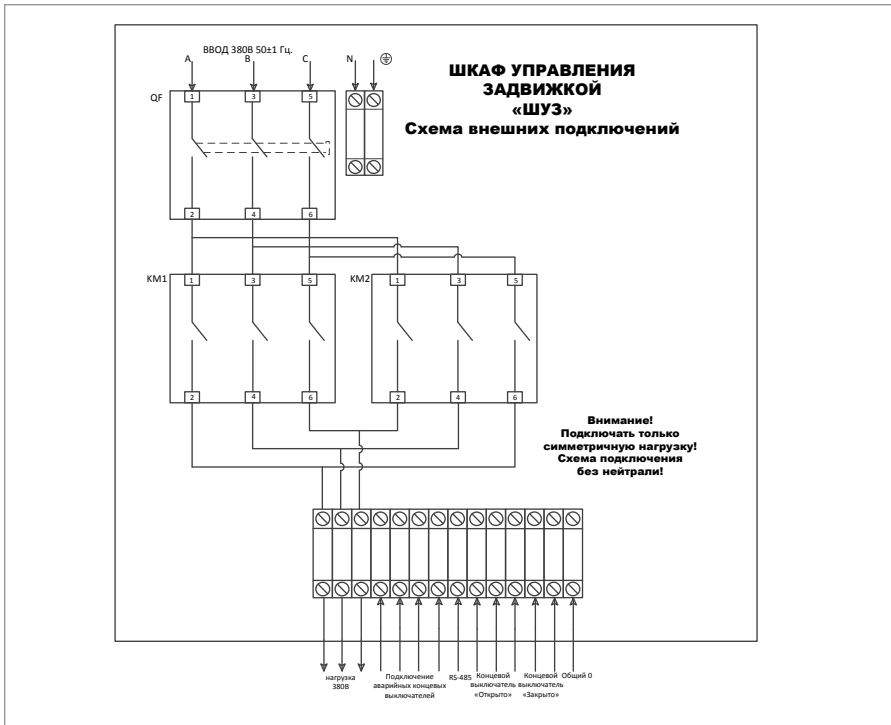 ВВОД 380В 50±1 Гц.
A B C N
ШКАФ УПРАВЛЕНИЯ
ЗАДВИЖКОЙ
«ШУЗ»
Схема внешних подключений
QF
1 3 5
2 4 6
КМ1
1 3 5
КМ2
1 3 5
2 4 6
2 4 6
Внимание!
Подключать только
симметричную нагрузку!
Схема подключения
без нейтрали!
нагрузка
380В
Подключение
аварийных концевых
выключателей
RS-485
Концевой
выключатель
«Открыто»
Концевой
выключатель
«Закрыто»
Общий 0